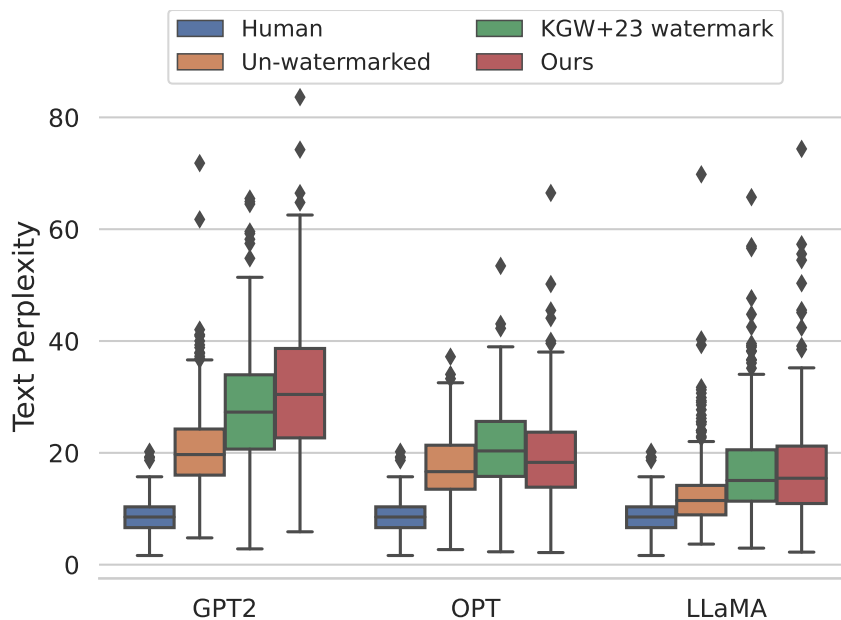 Human
KGW+23 watermark
Un-watermarked
Ours
Text Perplexity
80
60
40
20
0
GPT2
OPT
LLaMA